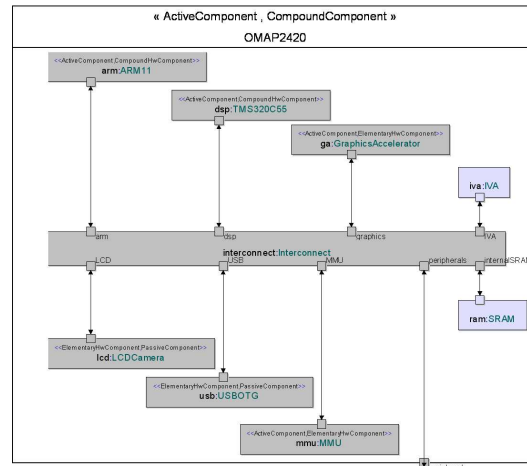 « ActiveComponent , CompoundComponent »
OMAP2420
<<ActiveComponent,CompoundHwComponent>>
arm:ARM11
<<ActiveComponent,CompoundHwComponent>>
dsp:TMS320C55
<<ActiveComponent,ElementaryHwComponent>>
ga:GraphicsAccelerator
iva:IVA
arm
dsp
graphics
IVA
interconnect:Interconnect
LCD
USB
MMU
peripherals
internalSRAM
ram:SRAM
<<ElementaryHwComponent,PassiveComponent>>
lcd:LCDCamera
<<ElementaryHwComponent,PassiveComponent>>
usb:USBOTG
<<ActiveComponent,ElementaryHwComponent>>
mmu:MMU